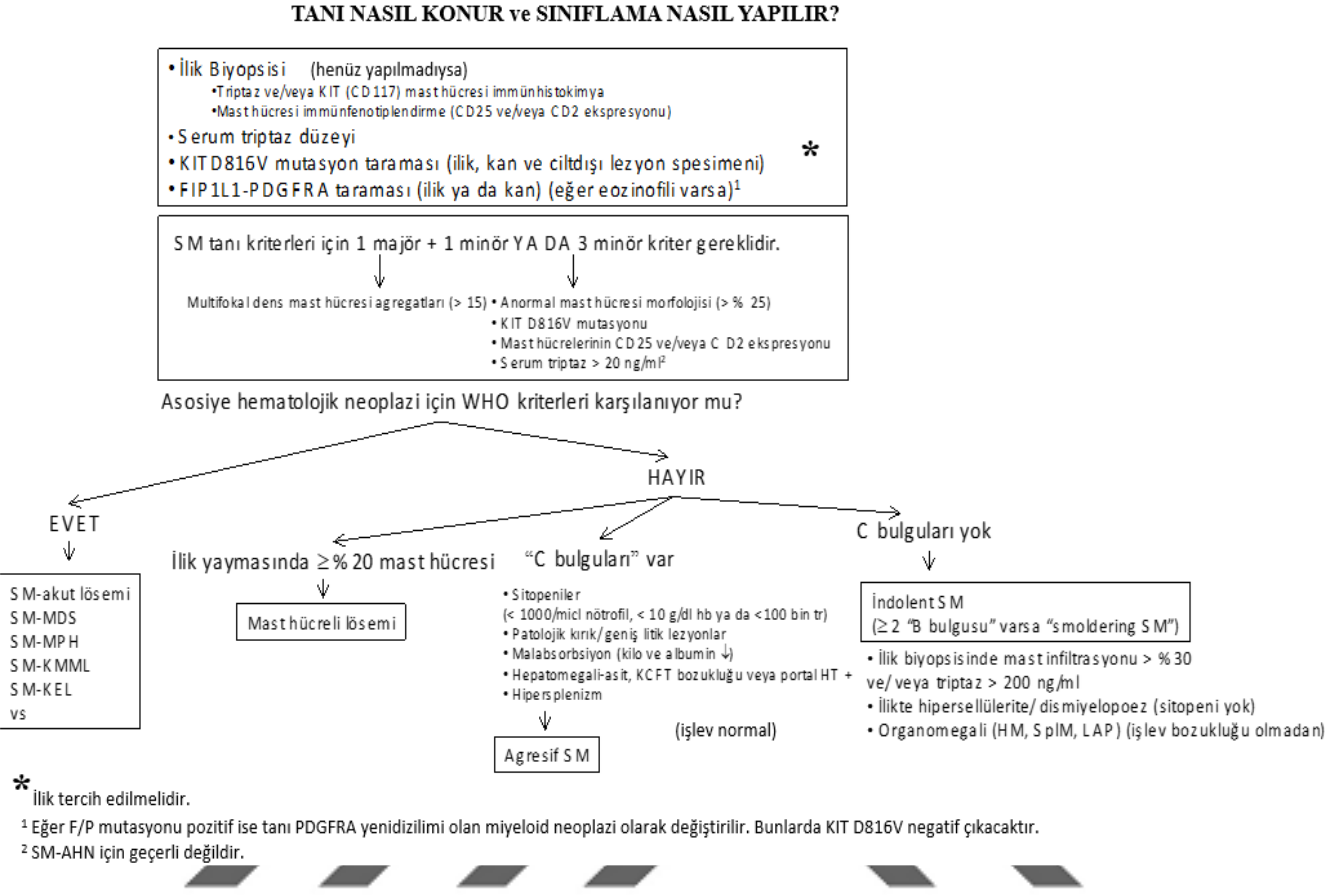 TANI NASIL KONUR ve SINIFLAMA NASIL YAPILIR?
• İlik Biyopsisi (henüz yapılmadıysa)
•Triptaz ve/veya KIT (CD117) mast hücresi immünhistokimya
•Mast hücresi immünfenotiplendirme (CD25 ve/veya CD2 ekspresyonu)
• Serum triptaz düzeyi
• KIT D816V mutasyon taraması (ilik, kan ve ciltdışı lezyon spesimeni)
*
• FIP1L1-PDGFRA taraması (ilik ya da kan) (eğer eozinofili varsa)¹
SM tanı kriterleri için 1 majör + 1 minör YA DA 3 minör kriter gereklidir.
Multifokal dens mast hücresi agregatları (> 15)
• Anormal mast hücresi morfolojisi (> % 25)
• KIT D816V mutasyonu
• Mast hücrelerinin CD25 ve/veya C D2 ekspresyonu
• Serum triptaz > 20 ng/ml²
Asosiye hematolojik neoplazi için WHO kriterleri karşılanıyor mu?
HAYIR
EVET
SM-akut lösemi
SM-MDS
SM-MPH
SM-KMML
SM-KEL
vs
İlik yaymasında ≥ % 20 mast hücresi
Mast hücreli lösemi
“C bulguları” var
• Sitopeniler
(< 1000/micl nötrofil, < 10 g/dl hb ya da <100 bin tr)
• Patolojik kırık/ geniş litik lezyonlar
• Malabsorbsiyon (kilo ve albumin ↓)
• Hepatomegali-asit, KCFT bozukluğu veya portal HT +
• Hipersplenizm
(işlev normal)
Agresif SM
C bulguları yok
İndolent SM
(≥ 2 “B bulgusu” varsa “smoldering SM”)
• İlik biyopsisinde mast infiltrasyonu > %30
ve/ veya triptaz > 200 ng/ml
• İlikte hipersellülerite/ dismiyelopoez (sitopeni yok)
• Organomegali (HM, SplM, LAP) (işlev bozukluğu olmadan)
* İlik tercih edilmelidir.
¹ Eğer F/P mutasyonu pozitif ise tanı PDGFRA yenidizilimi olan miyeloid neoplazi olarak değiştirilir. Bunlarda KIT D816V negatif çıkacaktır.
² SM-AHN için geçerli değildir.